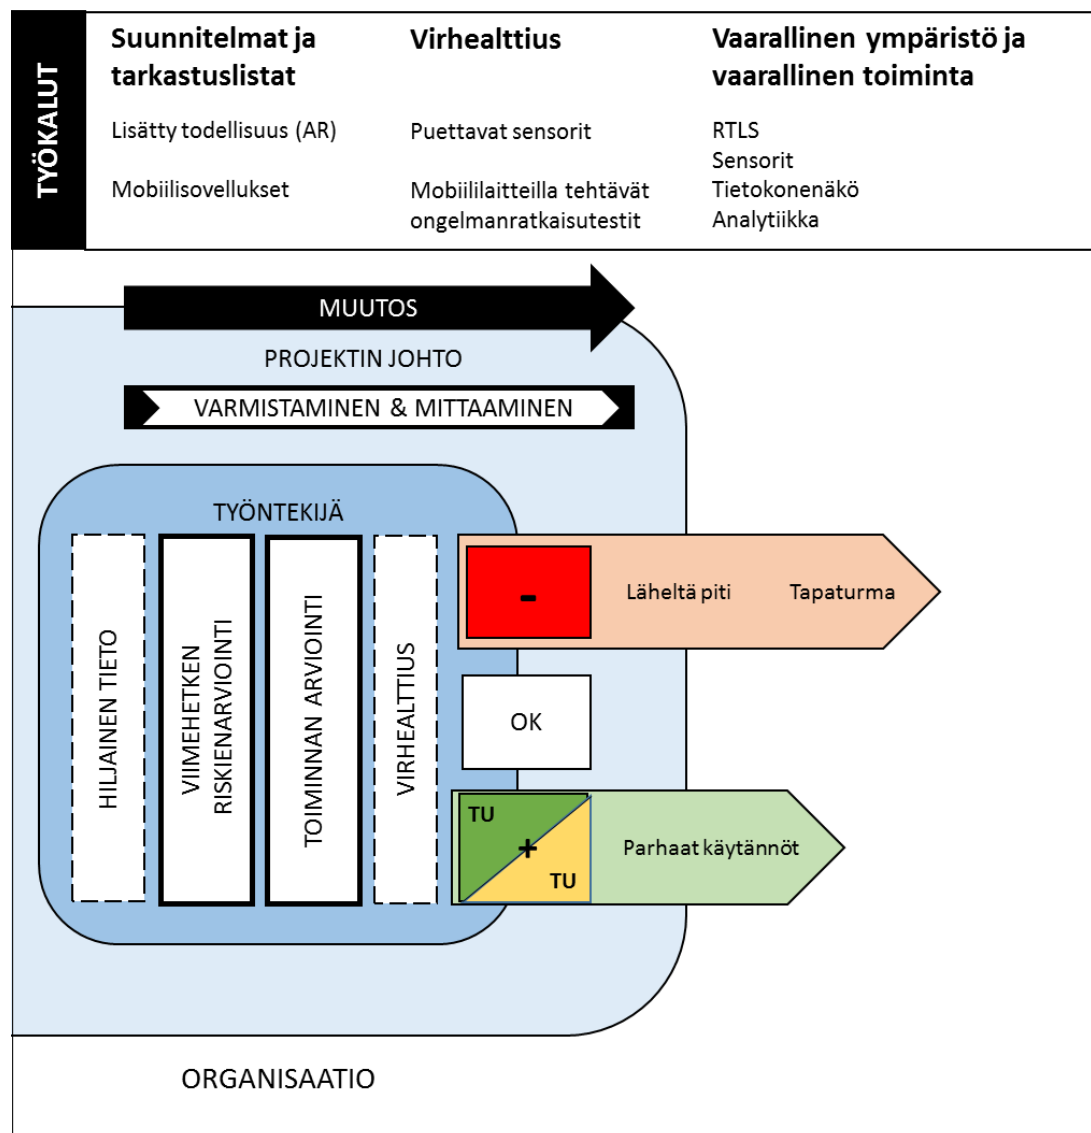 TYÖKALUT
Suunnitelmat ja
tarkastuslistat
Lisätty todellisuus (AR)
Mobiilisovellukset
Virhealttius
Puettavat sensorit
Mobiililaitteilla tehtävät
ongelmanratkaisutestit
Vaarallinen ympäristö ja
vaarallinen toiminta
RTLS
Sensorit
Tietokonenäkö
Analytiikka
MUUTOS
PROJEKTIN JOHTO
VARMISTAMINEN & MITTAAMINEN
TYÖNTEKIJÄ
HILJAINEN TIETO
VIIMEHETKEN
RISKIENARVIOINTI
TOIMINNAN ARVIOINTI
VIRHEALTTIUS
-
Läheltä piti
Tapaturma
OK
TU
+
TU
Parhaat käytännöt
ORGANISAATIO